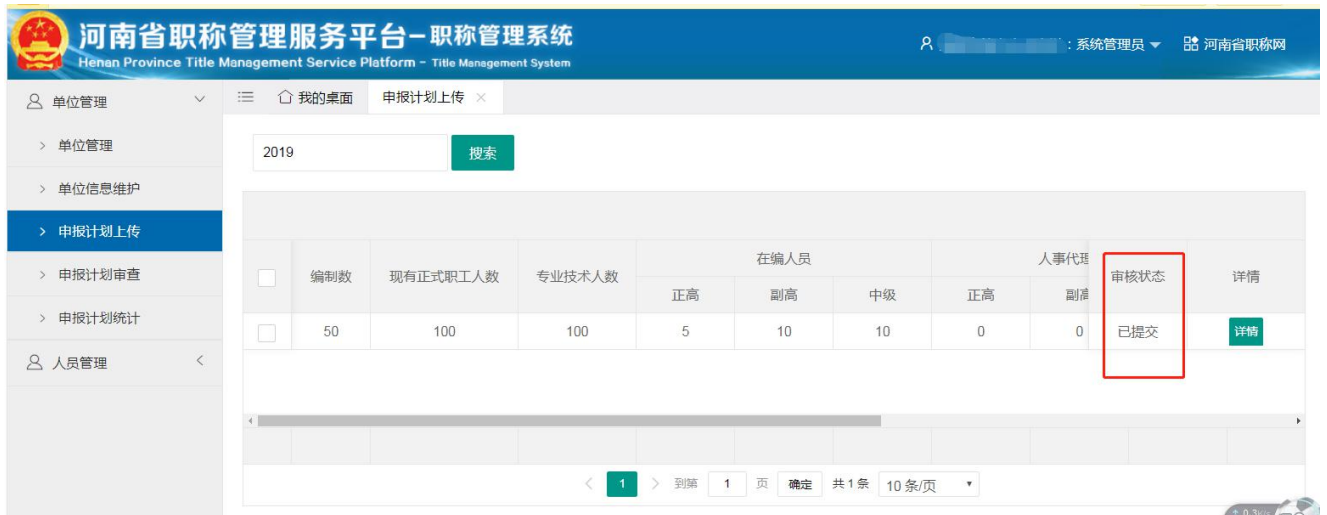 河南省职称管理服务平台-职称管理系统
Henan Province Title Management Service Platform - Title Management System
：系统管理员
河南省职称网
单位管理
我的桌面 申报计划上传 ×
> 单位管理
2019 搜索
> 单位信息维护
> 申报计划上传
> 申报计划审查
> 申报计划统计
人员管理
编制数 现有正式职工人数 专业技术人数 在编人员 人事代理 审核状态 详情
正高 副高 中级 正高 副高
50 100 100 5 10 10 0 0 已提交 详情
< 1 > 到第 1 页 确定 共1条 10 条/页